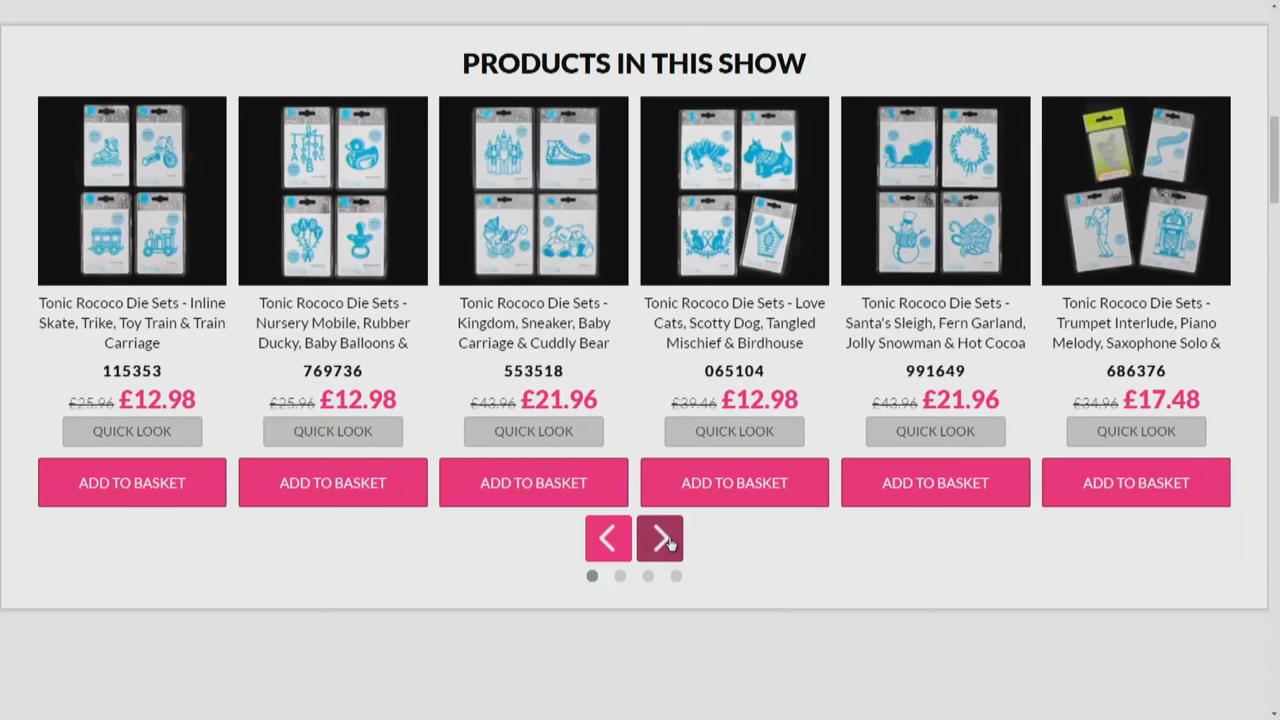 PRODUCTS IN THIS SHOW
Tonic Rococo Die Sets - Inline
Skate, Trike, Toy Train & Train
Carriage
115353
£25.96 £12.98
QUICK LOOK
ADD TO BASKET
Tonic Rococo Die Sets -
Nursery Mobile, Rubber
Ducky, Baby Balloons &
769736
£25.96 £12.98
QUICK LOOK
ADD TO BASKET
Tonic Rococo Die Sets -
Kingdom, Sneaker, Baby
Carriage & Cuddly Bear
553518
£43.96 £21.96
QUICK LOOK
ADD TO BASKET
Tonic Rococo Die Sets - Love
Cats, Scotty Dog, Tangled
Mischief & Birdhouse
065104
£39.46 £12.98
QUICK LOOK
ADD TO BASKET
Tonic Rococo Die Sets -
Santa's Sleigh, Fern Garland,
Jolly Snowman & Hot Cocoa
991649
£43.96 £21.96
QUICK LOOK
ADD TO BASKET
Tonic Rococo Die Sets -
Trumpet Interlude, Piano
Melody, Saxophone Solo &
686376
£34.96 £17.48
QUICK LOOK
ADD TO BASKET